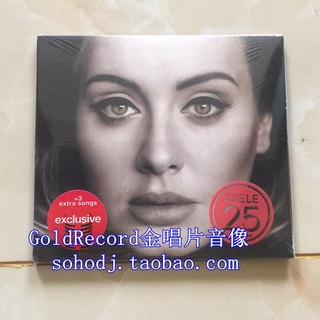 +3
extra songs
exclusive
ADELE
25
GoldRecord金唱片音像
sohodj.taobao.com